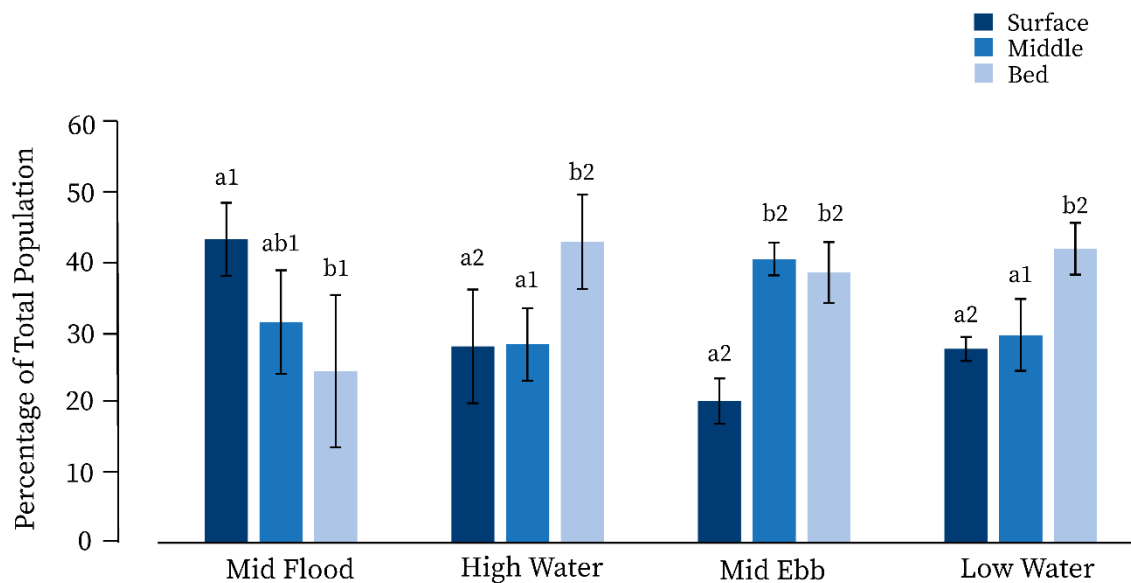 Surface
Middle
Bed
Percentage of Total Population
60
50
40
30
20
10
0
a1
ab1
b1
a2
a1
b2
a2
b2
b2
a2
a1
b2
Mid Flood
High Water
Mid Ebb
Low Water